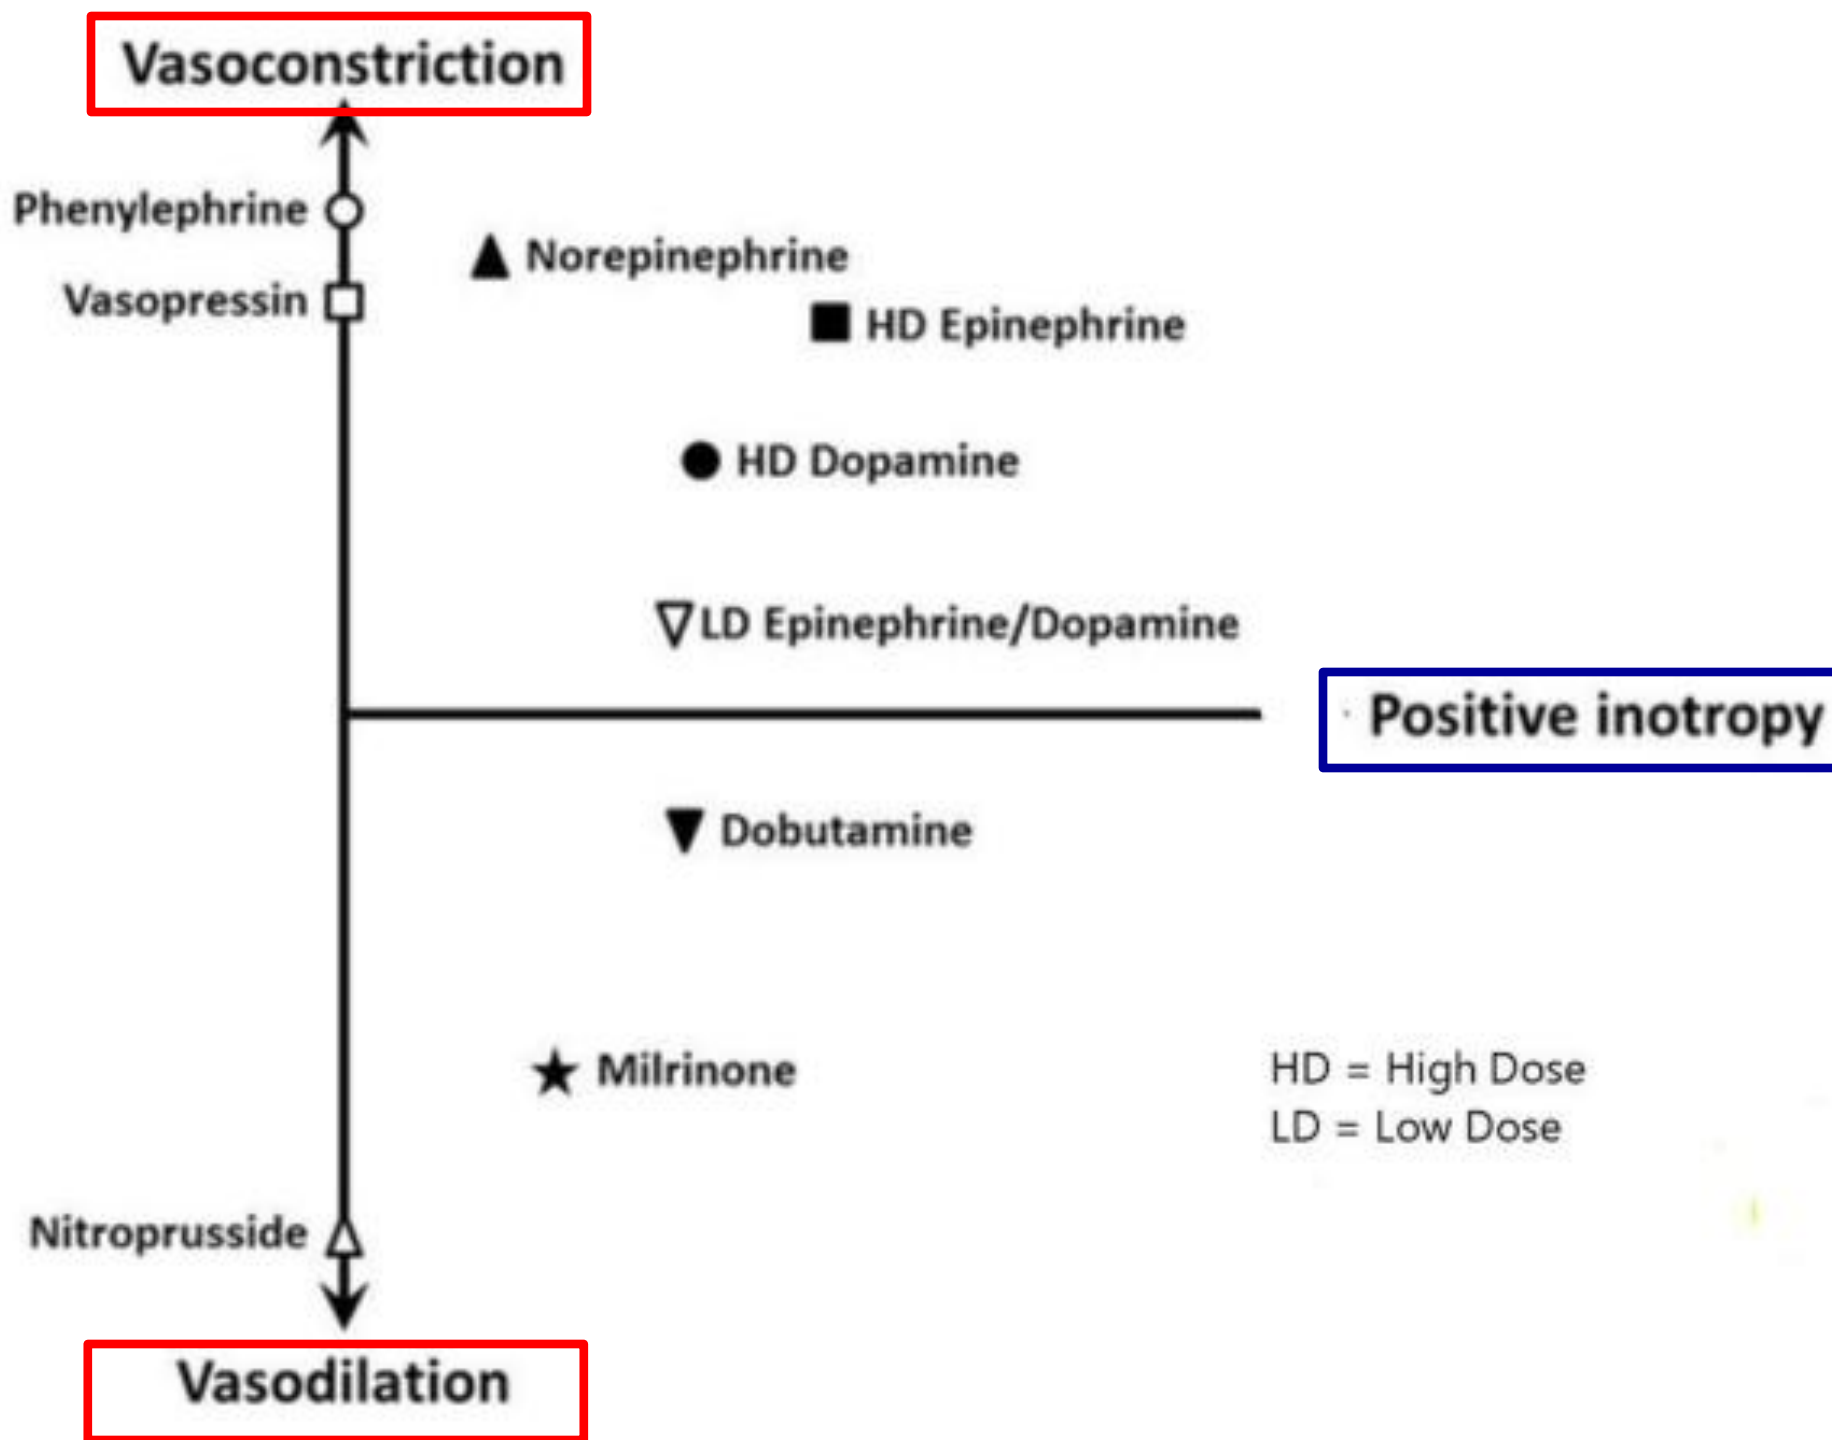 Vasoconstriction
Phenylephrine
Norepinephrine
Vasopressin
HD Epinephrine
HD Dopamine
LD Epinephrine/Dopamine
Positive inotropy
Dobutamine
Milrinone
HD = High Dose
LD = Low Dose
Nitroprusside
Vasodilation